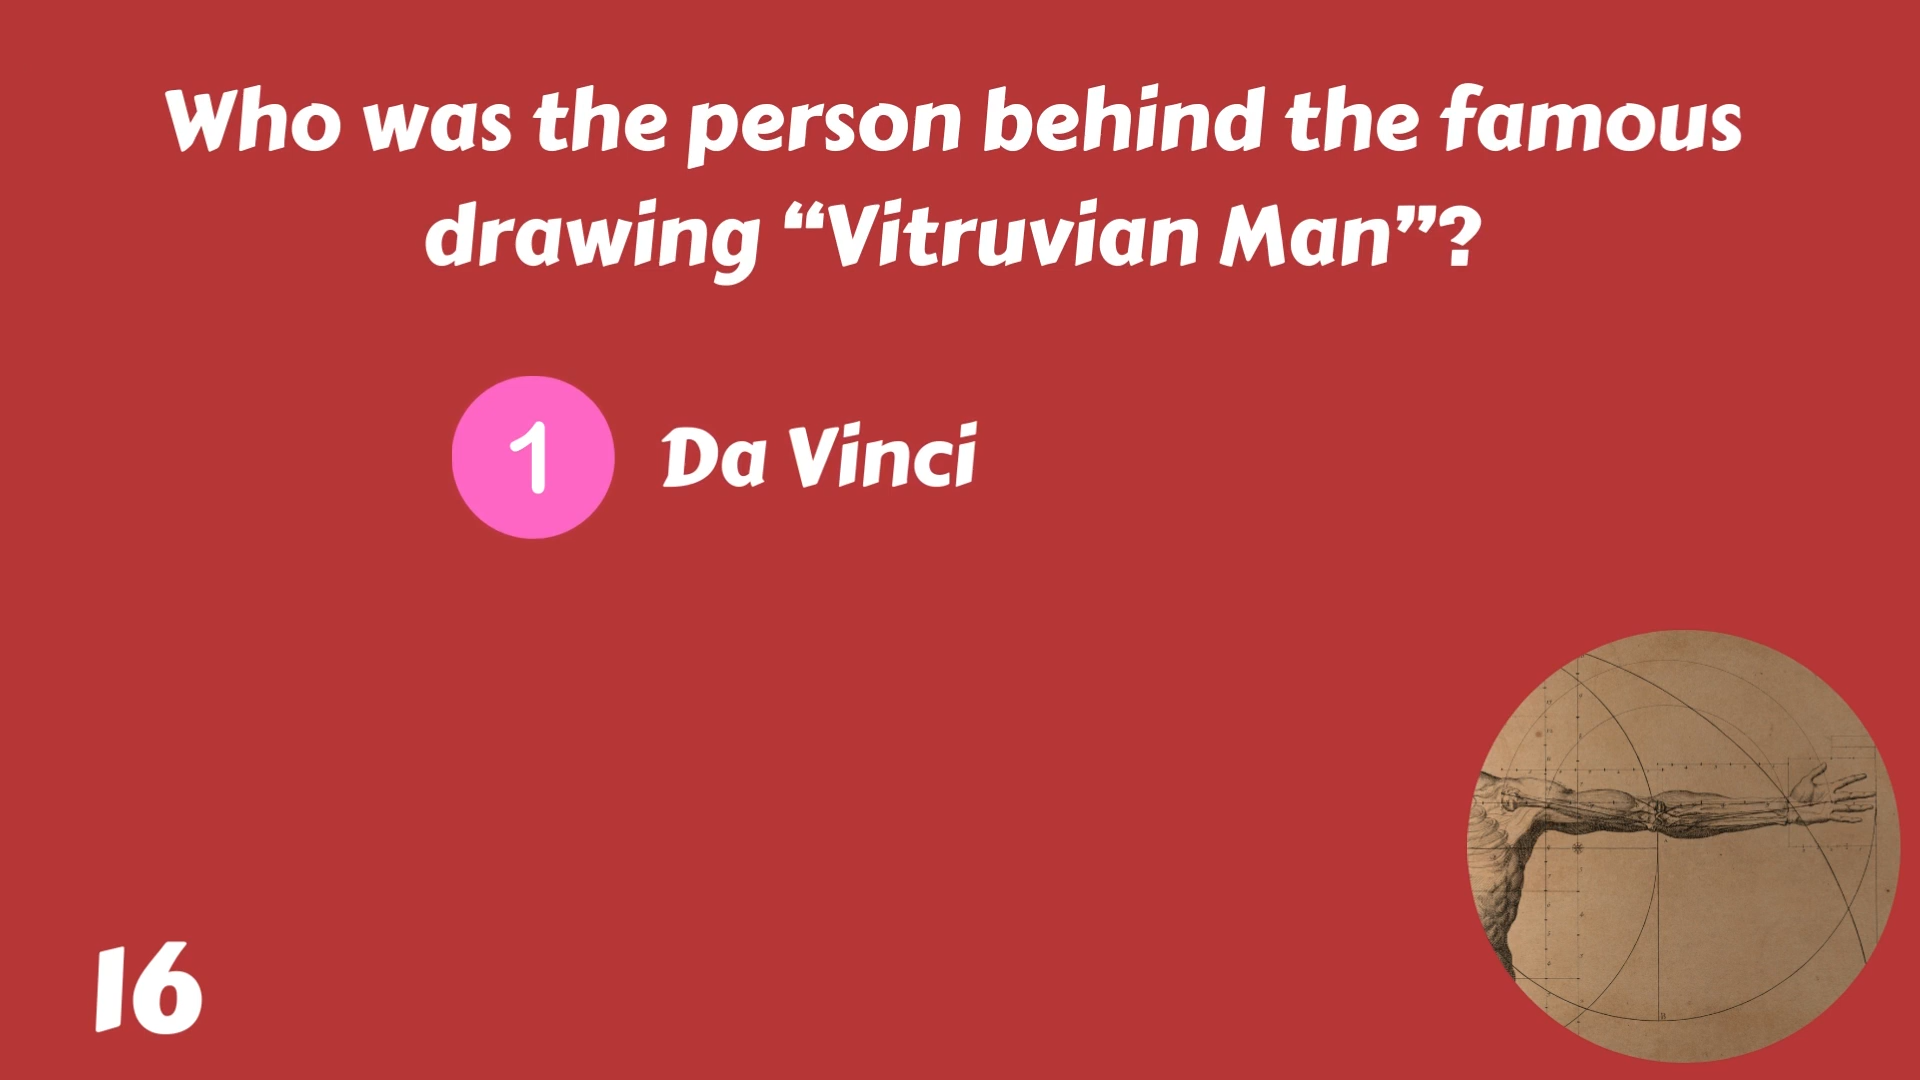 Who was the person behind the famous
drawing “Vitruvian Man”?
1 Da Vinci
16